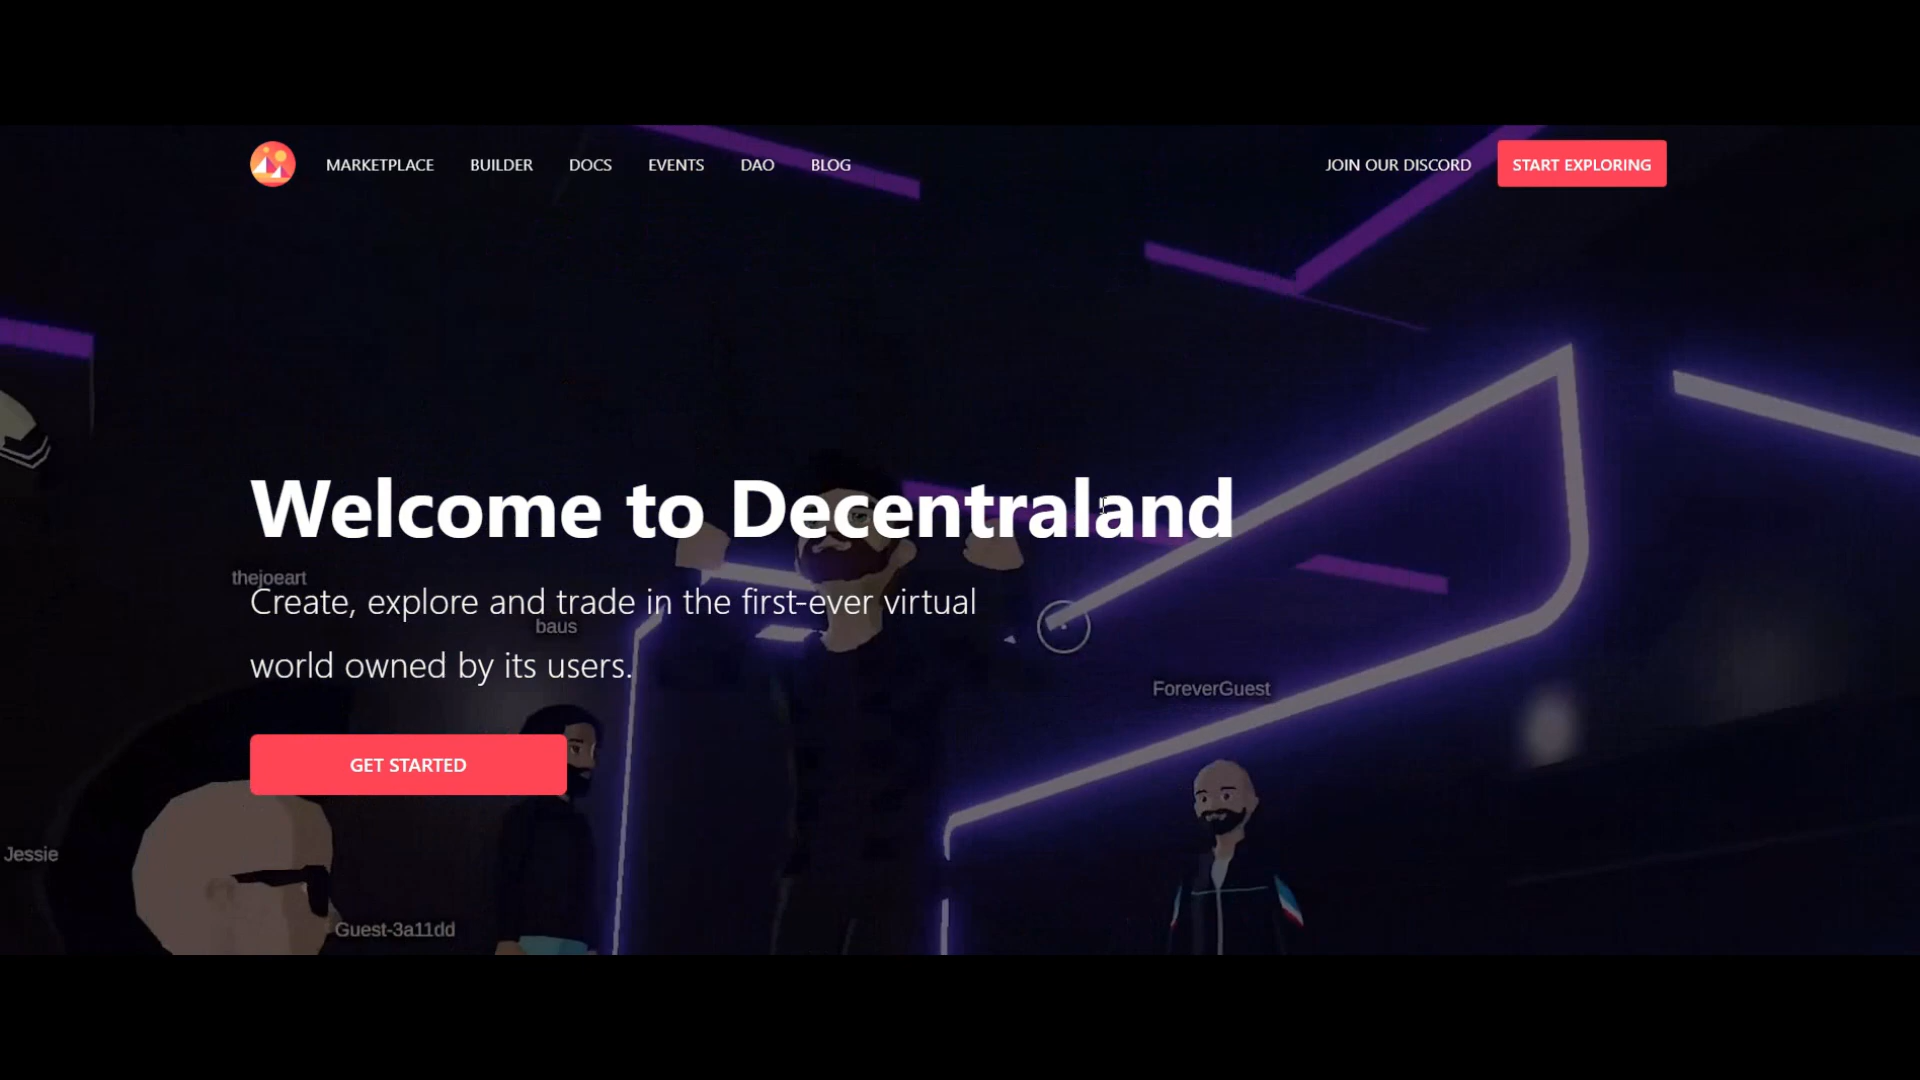 MARKETPLACE BUILDER DOCS EVENTS DAO BLOG JOIN OUR DISCORD START EXPLORING
Welcome to Decentraland
thejoeart
Create, explore and trade in the first-ever virtual
baus
world owned by its users.
ForeverGuest
GET STARTED
Jessie
Guest-3a11dd